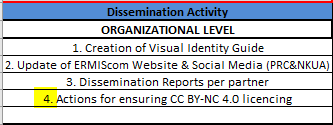 Dissemination Activity
ORGANIZATIONAL LEVEL
1. Creation of Visual Identity Guide
2. Update of ERMIScom Website & Social Media (PRC&NKUA)
3. Dissemination Reports per partner
4. Actions for ensuring CC BY-NC 4.0 licencing